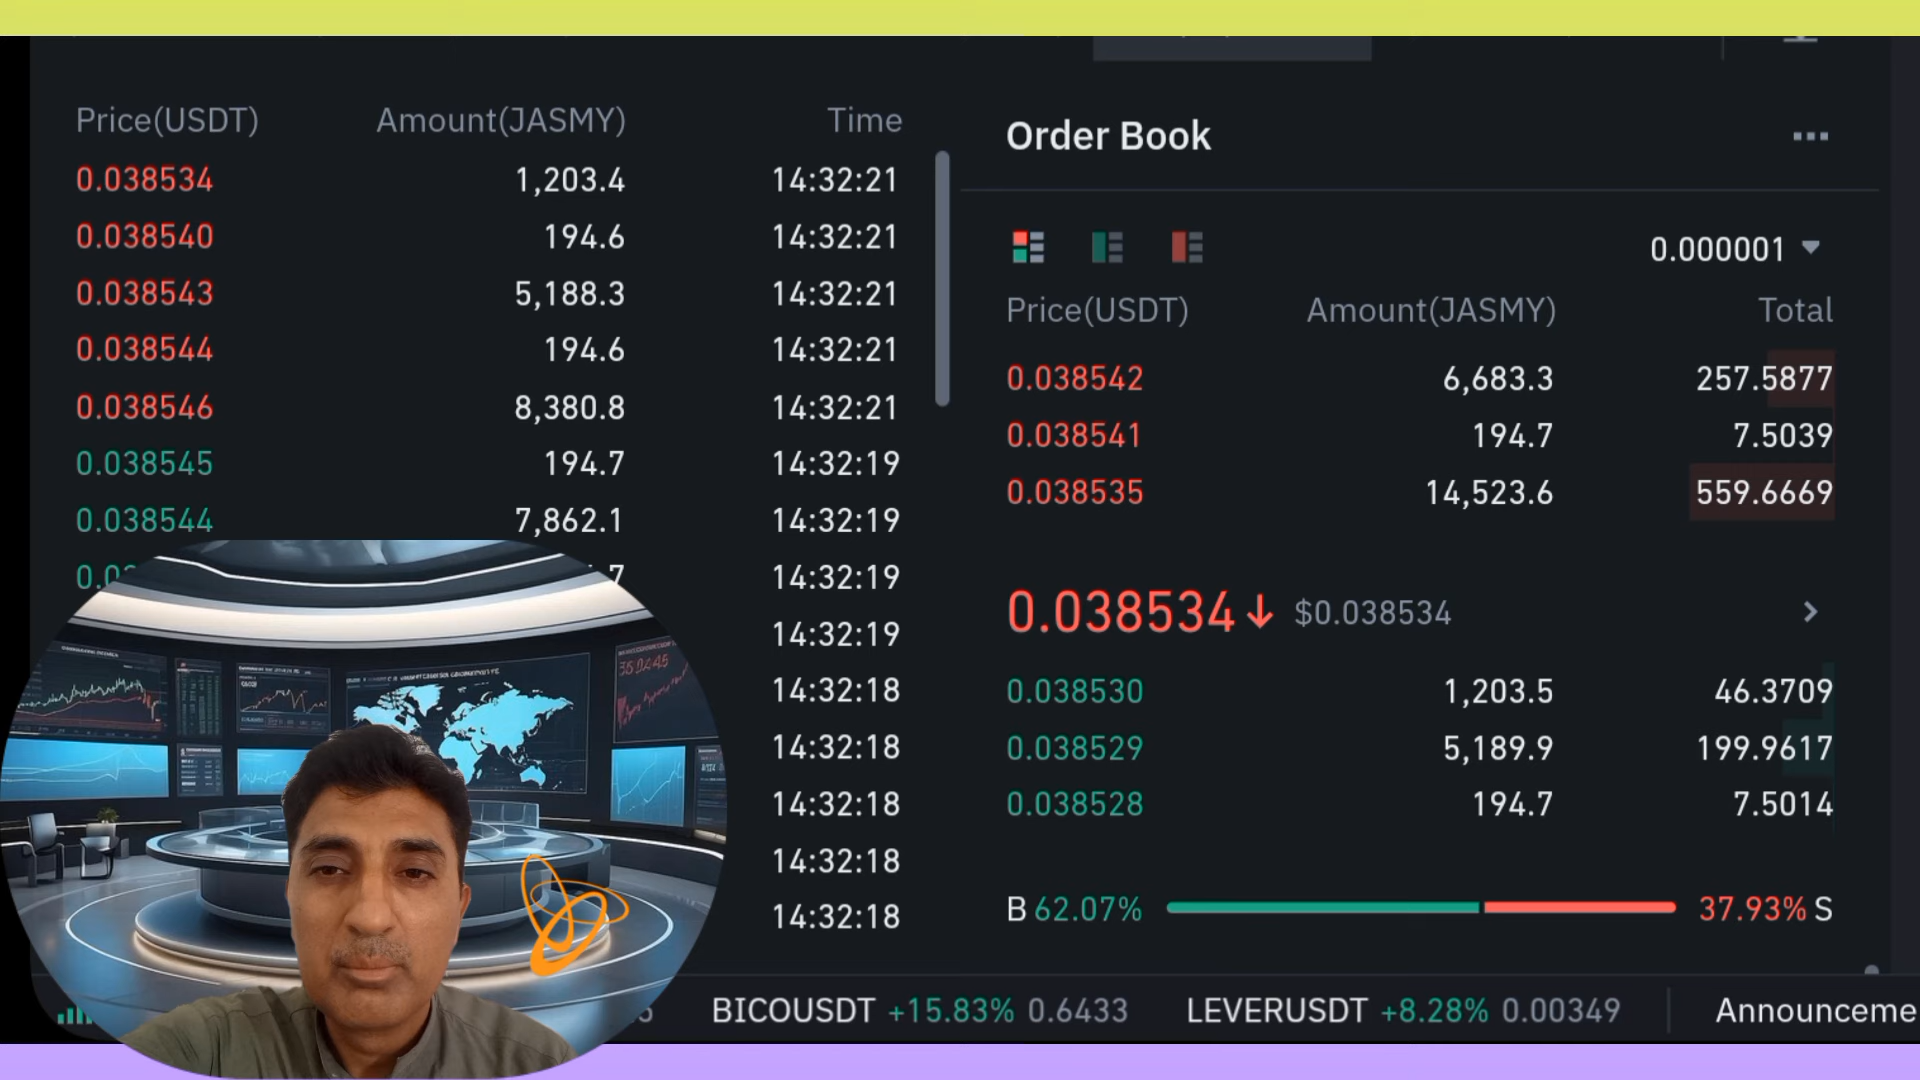 Price(USDT) Amount(JASMY) Time
0.038534 1,203.4 14:32:21
0.038540 194.6 14:32:21
0.038543 5,188.3 14:32:21
0.038544 194.6 14:32:21
0.038546 8,380.8 14:32:21
0.038545 194.7 14:32:19
0.038544 7,862.1 14:32:19
14:32:19
14:32:19
14:32:18
14:32:18
14:32:18
14:32:18
14:32:18
Order Book
0.000001
Price(USDT) Amount(JASMY) Total
0.038542 6,683.3 257.5877
0.038541 194.7 7.5039
0.038535 14,523.6 559.6669
0.038534↓ $0.038534
0.038530 1,203.5 46.3709
0.038529 5,189.9 199.9617
0.038528 194.7 7.5014
B 62.07% 37.93% S
BICOUSDT +15.83% 0.6433 LEVERUSDT +8.28% 0.00349 Announceme